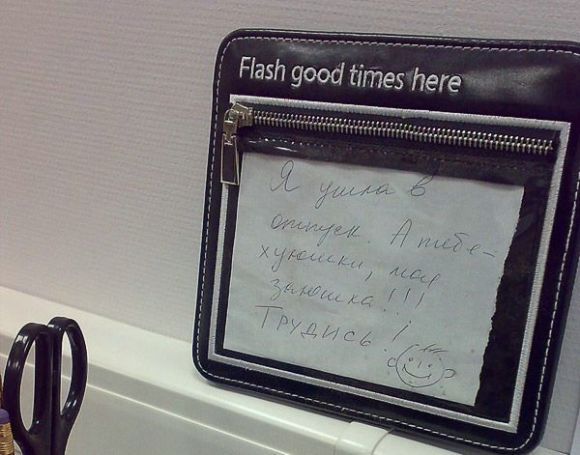 Flash good times here
Я ушла в
отпуск. А тебе-
хуюшки, моя
заюшка!!!
Трудись!